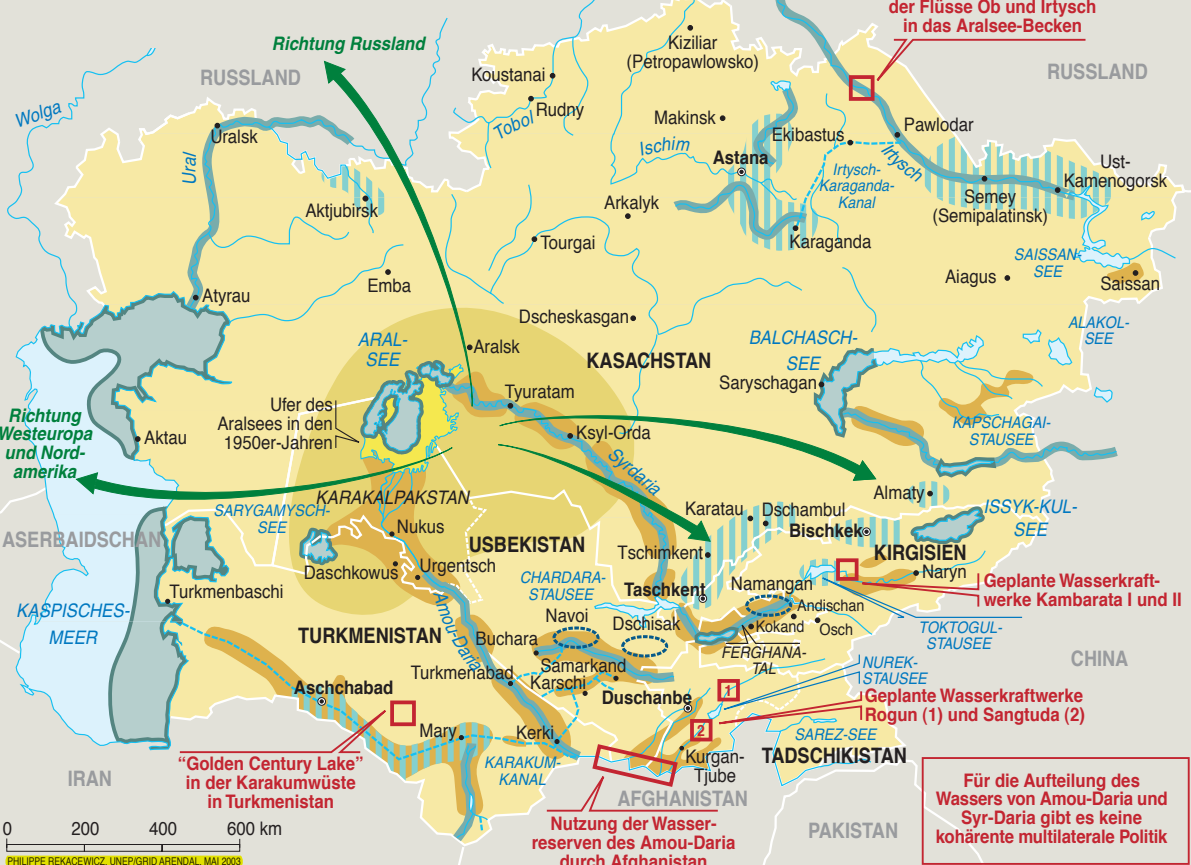 der Flüsse Ob und Irtysch
in das Aralsee-Becken
Richtung Russland
Kiziliar
(Petropawlowsko)
RUSSLAND
Koustanai
RUSSLAND
Rudny
Wolga
Tobol
Makinsk
Uralsk
Ischim
Ekibastus
Pawlodar
Astana
Irtysch
Ural
Irtysch-
Karaganda-
Kanal
Ust-
Kamenogorsk
Semey
(Semipalatinsk)
Aktjubirsk
Arkalyk
Tourgai
Karaganda
SAISSAN-
SEE
Emba
Aiagus
Saissan
Atyrau
Dscheskasgan
ARAL-
SEE
Aralsk
KASACHSTAN
BALCHASCH-
SEE
ALAKOL-
SEE
Saryschagan
Tyuratam
Ufer des
Aralsees in den
1950er-Jahren
Richtung
Westeuropa
und Nord-
amerika
Aktau
Ksyl-Orda
KAPSCHAGAI-
STAUSEE
Syrdaria
Almaty
KARAKALPAKSTAN
SARYGAMYSCH-
SEE
Karatau
Dschambul
Bischkek
ISSYK-KUL-
SEE
Nukus
ASERBAIDSCHAN
USBEKISTAN
Tschimkent
KIRGISIEN
Daschkowus
Urgentsch
Naryn
CHARDARA-
STAUSEE
Taschkent
Namangan
Geplante Wasserkraft-
werke Kambarata I und II
Turkmenbaschi
Amou-Daria
Navoi
Dschisak
Andischan
KASPISCHES-
MEER
Kokand
Osch
TOKTOGUL-
STAUSEE
TURKMENISTAN
Buchara
FERGHANA-
TAL
Turkmenabad
Samarkand
Karschi
NUREK-
STAUSEE
CHINA
Aschchabad
Duschanbe
1
Geplante Wasserkraftwerke
Rogun (1) und Sangtuda (2)
Mary
Kerki
2
SAREZ-SEE
Kurgan-
Tjube
TADSCHIKISTAN
“Golden Century Lake”
in der Karakumwüste
in Turkmenistan
KARAKUM-
KANAL
IRAN
AFGHANISTAN
Für die Aufteilung des
Wassers von Amou-Daria und
Syr-Daria gibt es keine
kohärente multilaterale Politik
Nutzung der Wasser-
reserven des Amou-Daria
durch Afghanistan
PAKISTAN
0 200 400 600 km
PHILIPPE REKACEWICZ, UNEP/GRID ARENDAL, MAI 2003